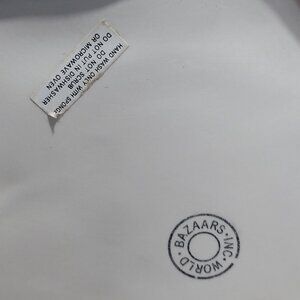 HAND WASH ONLY WITH SPONGE
DO NOT SCRUB
DO NOT PUT IN DISHWASHER
OR MICROWAVE OVEN
BAZAARS · INC · WORLD ·